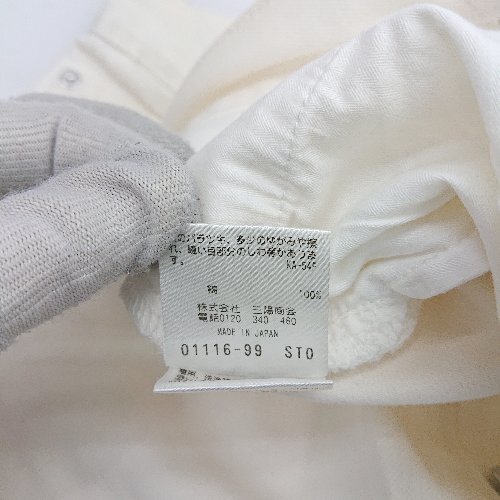 のバラツキ、多少のゆがみや擦
れ、縫い目部分のしわ等がありま
す。 KA-545
綿 100%
株式会社 三陽商会
電話0120 340 460
MADE IN JAPAN
01116-99 STO